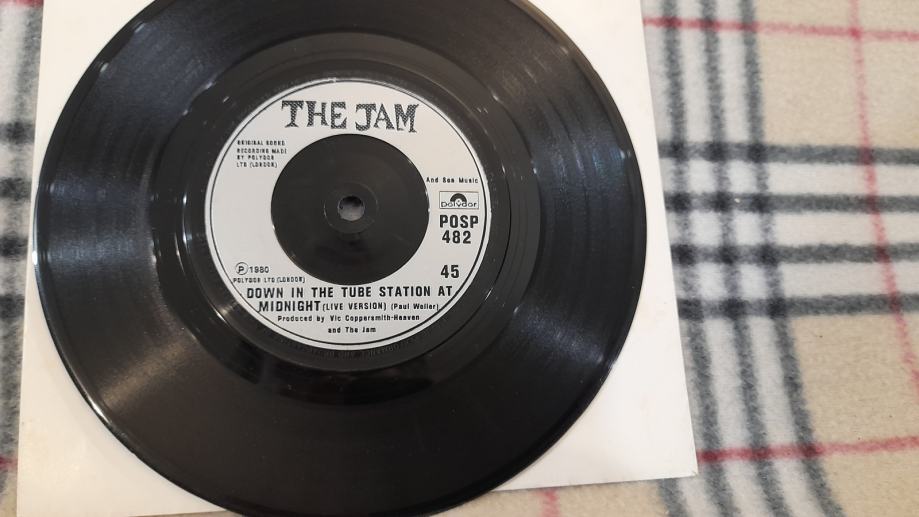 THE JAM
ORIGINAL SOUND
RECORDING MADE
BY POLYDOR
LTD (LONDON)
And Son Music
polydor
POSP
482
45
Ⓟ 1980
POLYDOR LTD (LONDON)
DOWN IN THE TUBE STATION AT
MIDNIGHT (LIVE VERSION) (Paul Weller)
Produced by Vic Coppersmith-Heaven
and The Jam